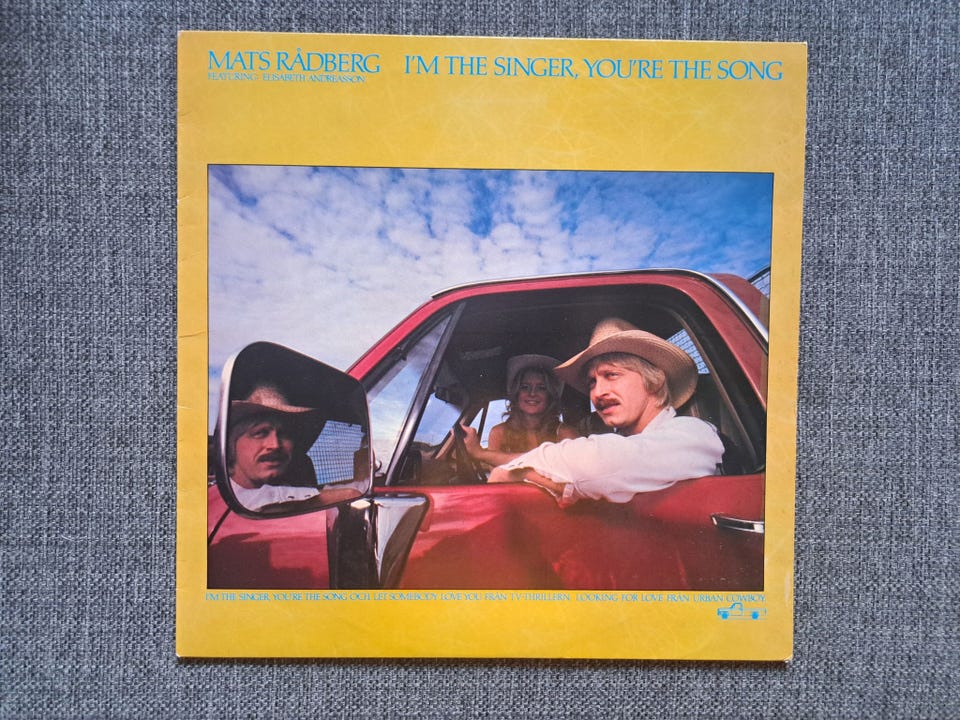 MATS RÅDBERG I'M THE SINGER, YOU'RE THE SONG
FEATURING: ELISABETH ANDREASSON
I'M THE SINGER, YOU'RE THE SONG OCH LET SOMEBODY LOVE YOU FRÅN TV-THRILLERN. LOOKING FOR LOVE FRÅN URBAN COWBOY